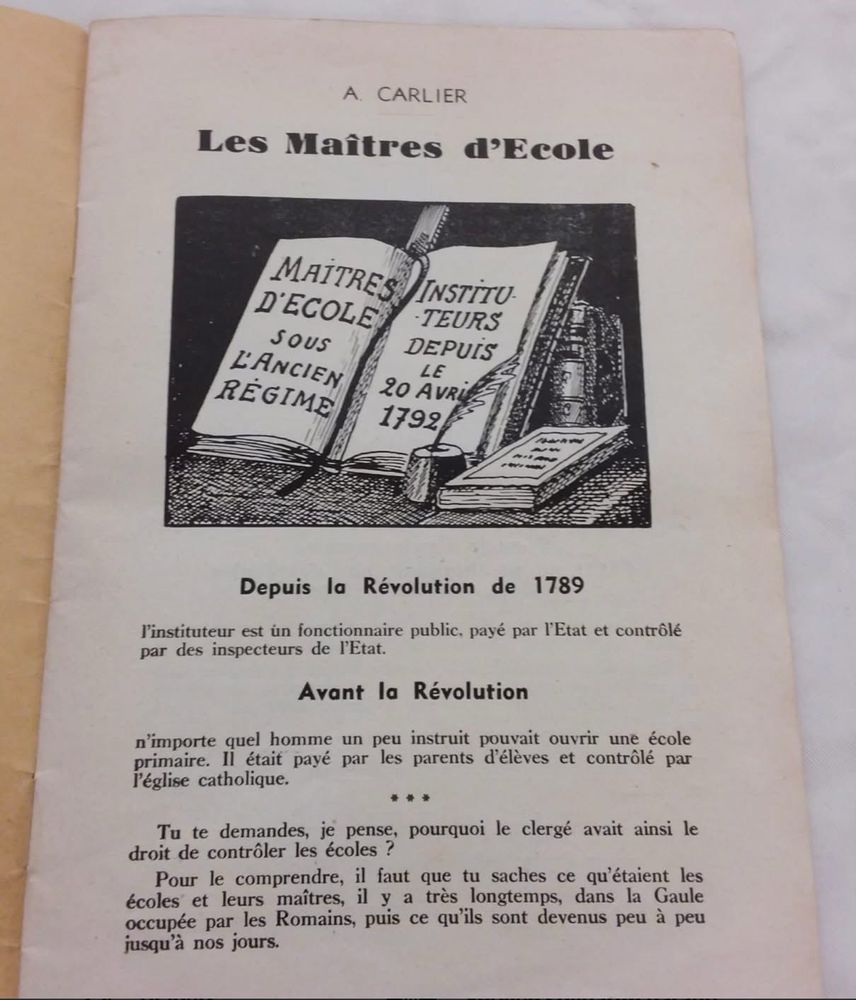 A. CARLIER
Les Maîtres d'Ecole
MAÎTRES
D'ECOLE
SOUS
L'ANCIEN
RÉGIME
INSTITU-
-TEURS
DEPUIS
LE
20 AVRIL
1792
Depuis la Révolution de 1789
l'instituteur est un fonctionnaire public, payé par l'Etat et contrôlé
par des inspecteurs de l'Etat.
Avant la Révolution
n'importe quel homme un peu instruit pouvait ouvrir une école
primaire. Il était payé par les parents d'élèves et contrôlé par
l'église catholique.
* * *
Tu te demandes, je pense, pourquoi le clergé avait ainsi le
droit de contrôler les écoles ?
Pour le comprendre, il faut que tu saches ce qu'étaient les
écoles et leurs maîtres, il y a très longtemps, dans la Gaule
occupée par les Romains, puis ce qu'ils sont devenus peu à peu
jusqu'à nos jours.